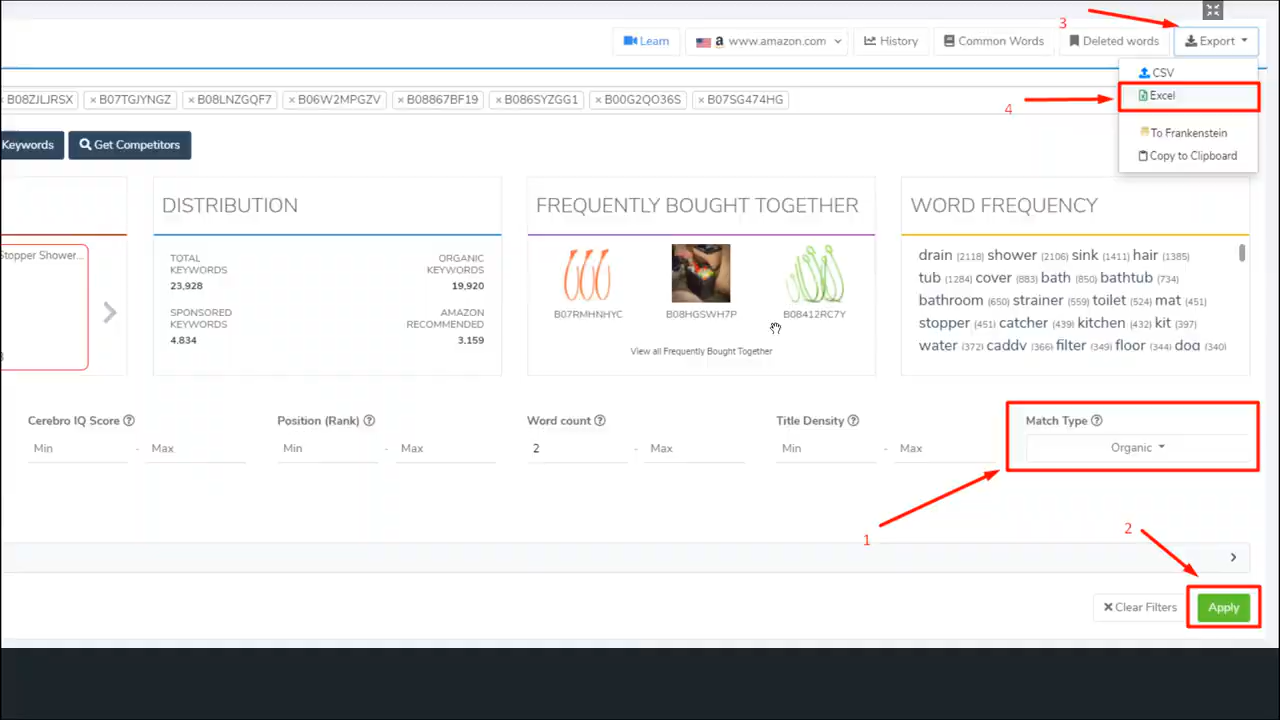 3
Learn
a www.amazon.com
History
Common Words
Deleted words
Export
CSV
Excel
4
To Frankenstein
Copy to Clipboard
× B08ZJLJRSX × B07TGJYNGZ × B08LNZGQF7 × B06W2MPGZV × B08867BF19 × B086SYZGG1 × B00G2QO36S × B07SG474HG
Keywords
Get Competitors
Stopper Shower...
DISTRIBUTION
TOTAL
KEYWORDS
23,928
ORGANIC
KEYWORDS
19,920
SPONSORED
KEYWORDS
4,834
AMAZON
RECOMMENDED
3,159
FREQUENTLY BOUGHT TOGETHER
B07RMHNHYC
B08HGSWH7P
B08412RC7Y
View all Frequently Bought Together
WORD FREQUENCY
drain (2118) shower (2106) sink (1411) hair (1385)
tub (1284) cover (883) bath (850) bathtub (734)
bathroom (650) strainer (559) toilet (524) mat (451)
stopper (451) catcher (439) kitchen (432) kit (397)
water (372) caddy (366) filter (349) floor (344) dog (340)
Cerebro IQ Score
Min - Max
Position (Rank)
Min - Max
Word count
2 - Max
Title Density
Min - Max
Match Type
Organic
1
2
× Clear Filters
Apply